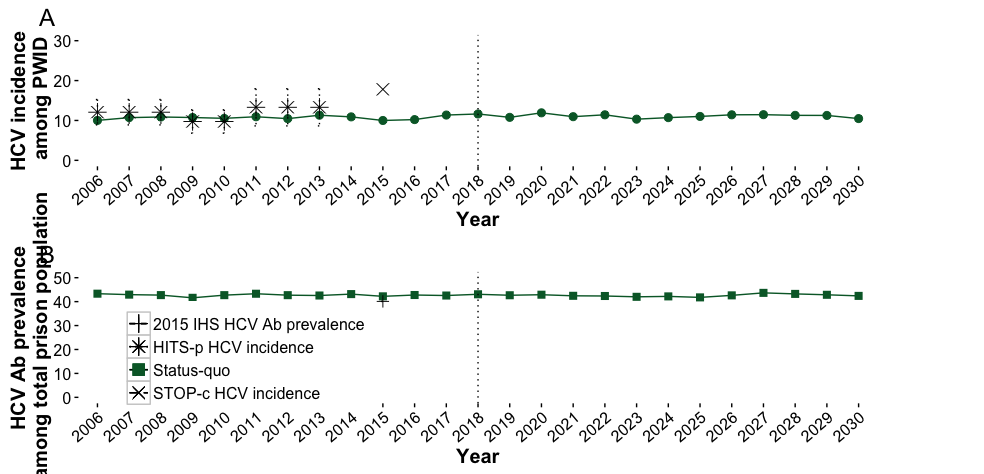 A
HCV incidence
among PWID
30
20
10
0
2006 2007 2008 2009 2010 2011 2012 2013 2014 2015 2016 2017 2018 2019 2020 2021 2022 2023 2024 2025 2026 2027 2028 2029 2030
Year
B
HCV Ab prevalence
among total prison population
50
40
30
20
10
0
2015 IHS HCV Ab prevalence
HITS-p HCV incidence
Status-quo
STOP-c HCV incidence
2006 2007 2008 2009 2010 2011 2012 2013 2014 2015 2016 2017 2018 2019 2020 2021 2022 2023 2024 2025 2026 2027 2028 2029 2030
Year